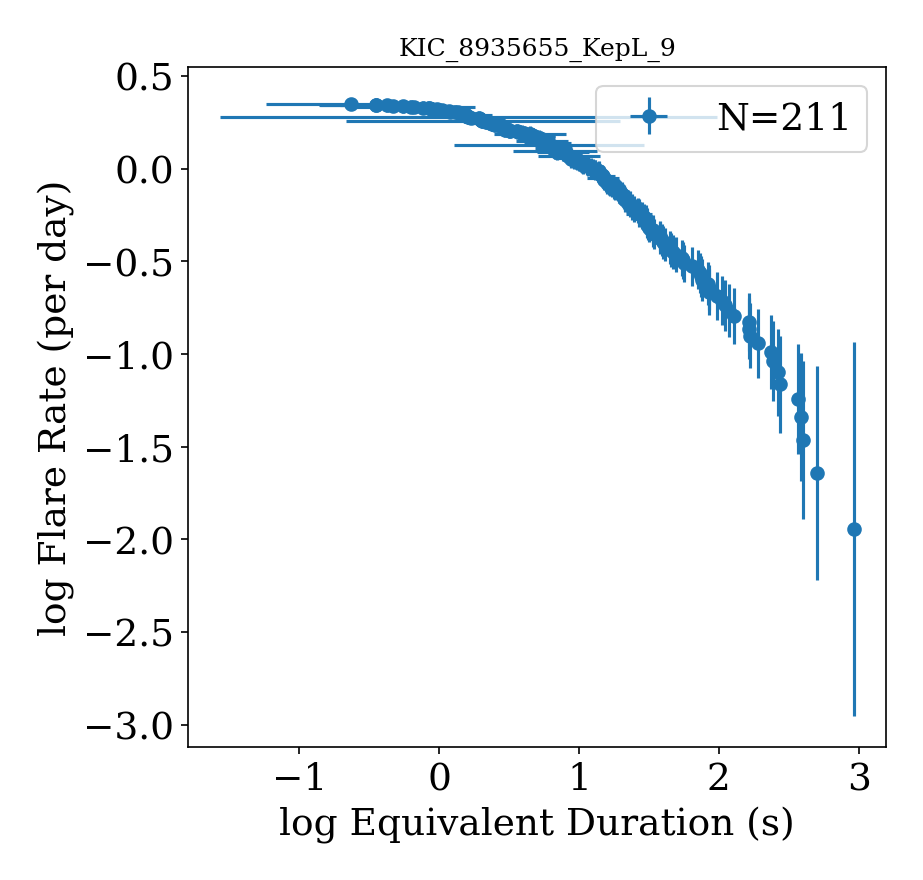 KIC_8935655_KepL_9
N=211
0.5
0.0
−0.5
−1.0
−1.5
−2.0
−2.5
−3.0
log Flare Rate (per day)
−1 0 1 2 3
log Equivalent Duration (s)